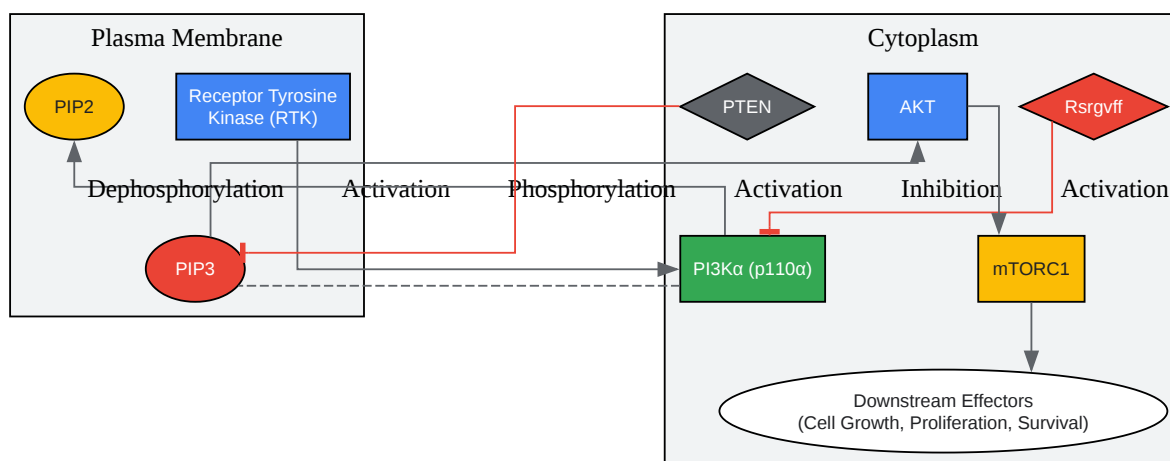 Plasma Membrane
Cytoplasm
PIP2
Receptor Tyrosine
Kinase (RTK)
PTEN
AKT
Rsrgvff
Dephosphorylation
Activation
Phosphorylation
Activation
Inhibition
Activation
PIP3
PI3Kα (p110α)
mTORC1
Downstream Effectors
(Cell Growth, Proliferation, Survival)